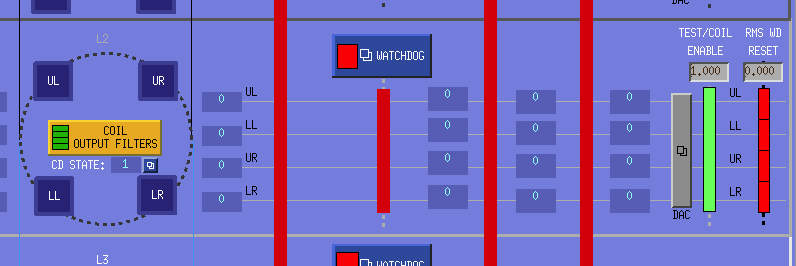 DAC
L2
TEST/COIL RMS WD
ENABLE RESET
WATCHDOG
1.000 0.000
UL UR
UL 0 0 0 0 UL
LL 0 0 0 0 LL
COIL
OUTPUT FILTERS
CD STATE: 1
UR 0 0 0 0 UR
LL LR
LR 0 0 0 0 LR
DAC
L3
WATCHDOG